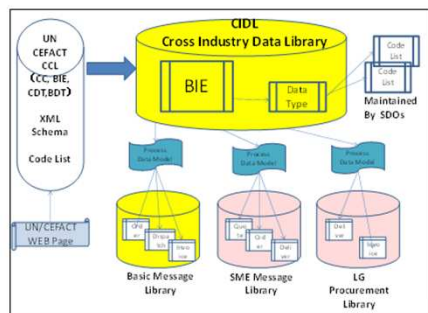 UN
CEFACT
CCL
(CC, BIE,
CDT,BDT)
XML
Schema
Code List
UN/CEFACT
WEB Page
CIDL
Cross Industry Data Library
BIE
Data
Type
Code
List
Code
List
Maintained
By SDOs
Process
Data Model
Process
Data Model
Process
Data Model
Basic Message
Library
SME Message
Library
LG
Procurement
Library